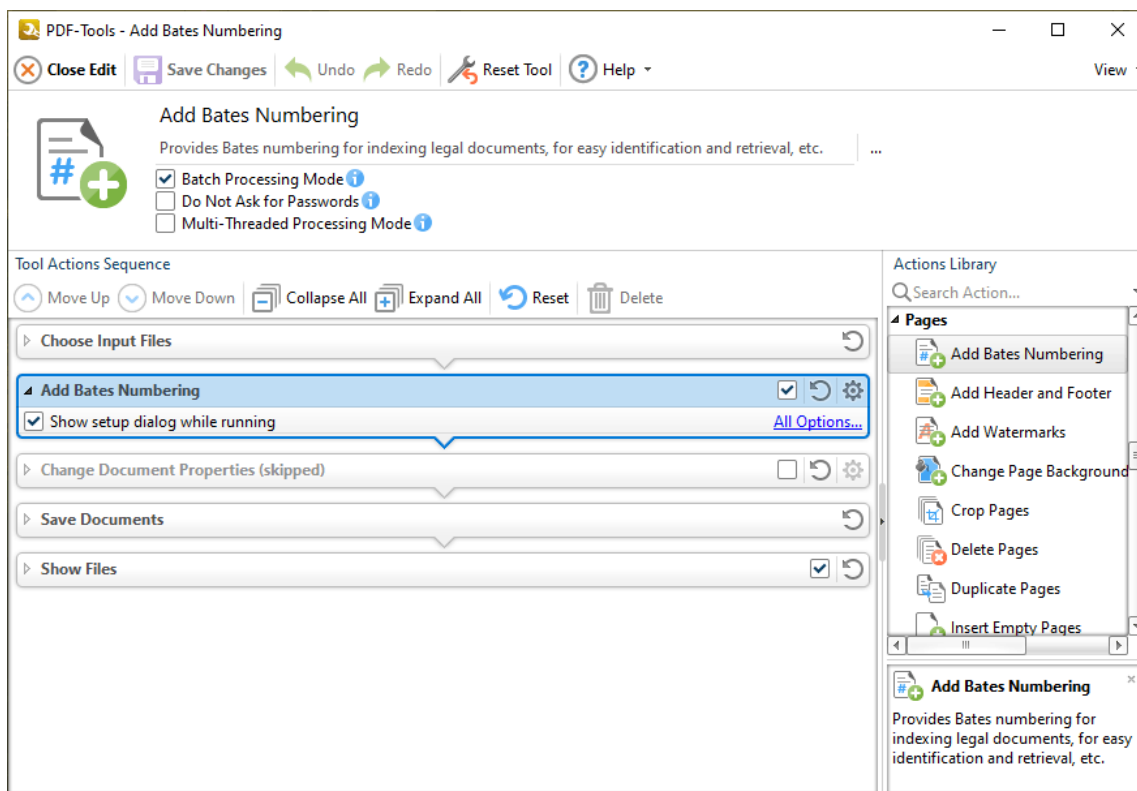 PDF-Tools - Add Bates Numbering
Close Edit Save Changes Undo Redo Reset Tool ? Help View
Add Bates Numbering
Provides Bates numbering for indexing legal documents, for easy identification and retrieval, etc. ...
Batch Processing Mode
Do Not Ask for Passwords
Multi-Threaded Processing Mode
Tool Actions Sequence
Move Up Move Down Collapse All Expand All Reset Delete
Choose Input Files
Add Bates Numbering
Show setup dialog while running All Options...
Change Document Properties (skipped)
Save Documents
Show Files
Actions Library
Search Action...
Pages
Add Bates Numbering
Add Header and Footer
Add Watermarks
Change Page Background
Crop Pages
Delete Pages
Duplicate Pages
Insert Empty Pages
Add Bates Numbering
Provides Bates numbering for
indexing legal documents, for easy
identification and retrieval, etc.